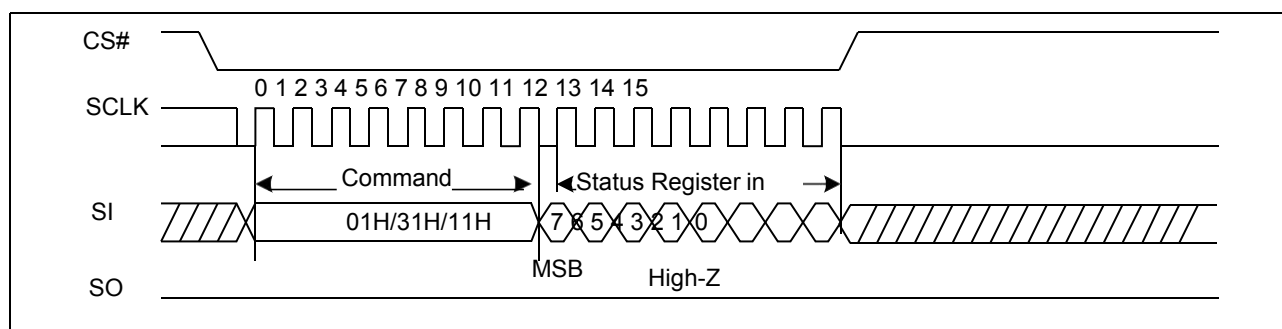 CS#
0 1 2 3 4 5 6 7 8 9 10 11 12 13 14 15
SCLK
Command
Status Register in
SI
01H/31H/11H
7 6 5 4 3 2 1 0
MSB
High-Z
SO